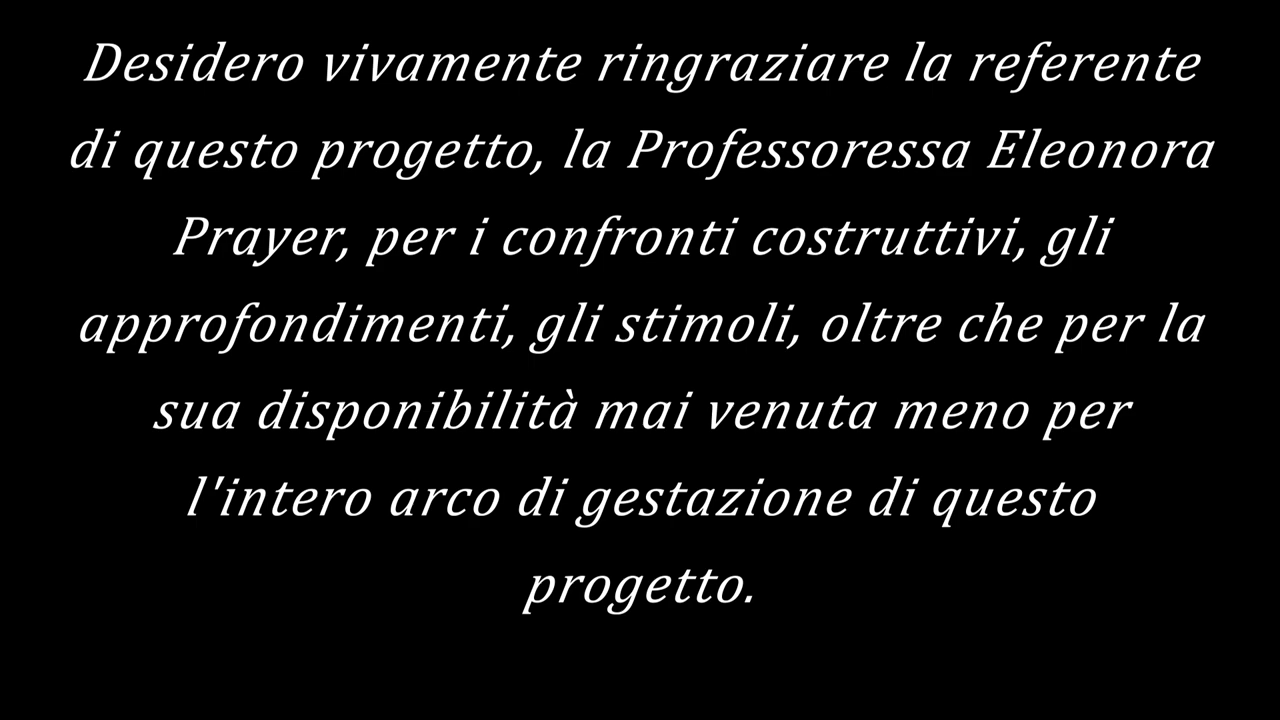 Desidero vivamente ringraziare la referente
di questo progetto, la Professoressa Eleonora
Prayer, per i confronti costruttivi, gli
approfondimenti, gli stimoli, oltre che per la
sua disponibilità mai venuta meno per
l'intero arco di gestazione di questo
progetto.